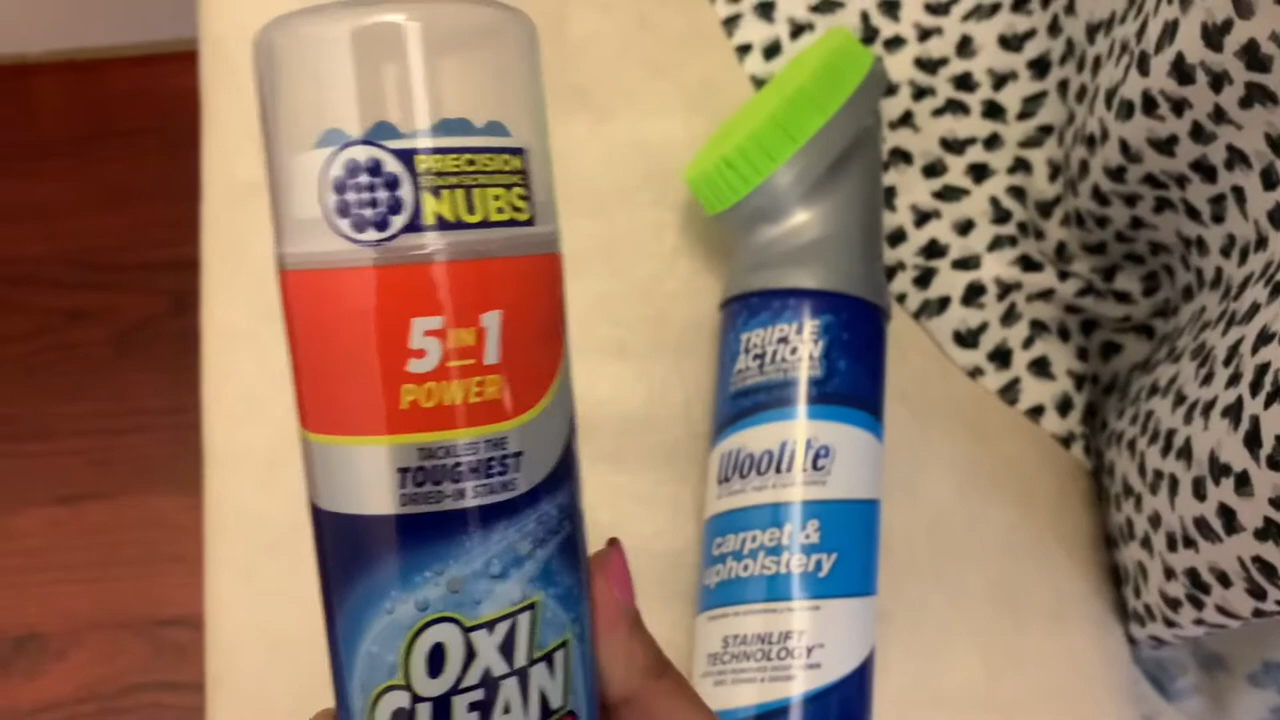 PRECISION
NUBS
5 IN 1
POWER
TACKLES THE
TOUGHEST
DRIED-IN STAINS
OXI
CLEAN
TRIPLE
ACTION
Woolite
carpet &
upholstery
STAINLIFT
TECHNOLOGY™